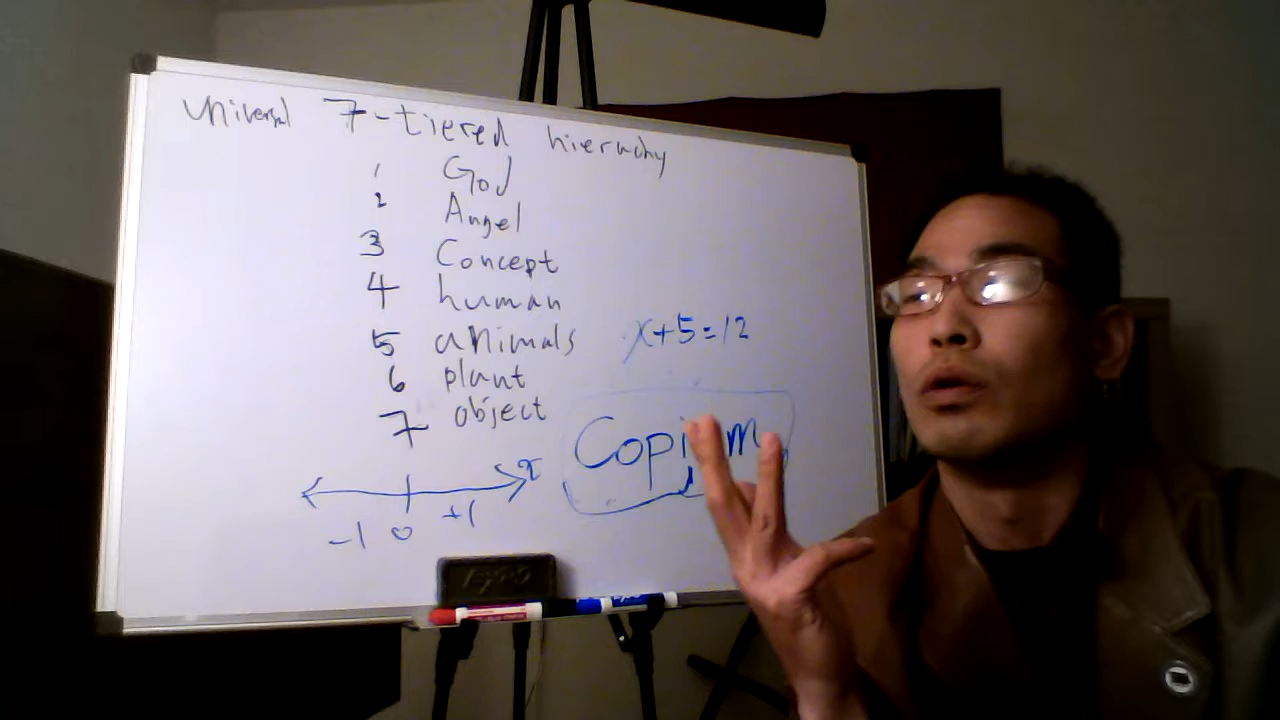 universal 7-tiered hierarchy
1 God
2 Angel
3 Concept
4 human
5 animals
6 plant
7 object
x+5=12
Copi m
x
-1 0 +1